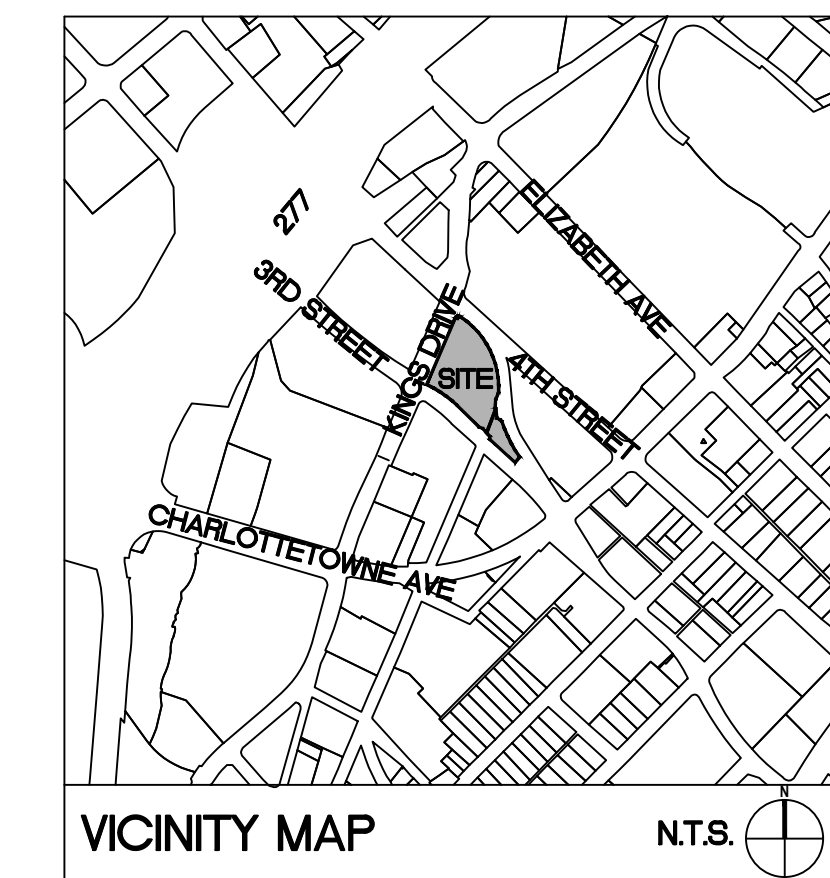 ELIZABETH AVE
277
3RD STREET
KINGS DRIVE
SITE
4TH STREET
CHARLOTTETOWNE AVE
N
VICINITY MAP
N.T.S.